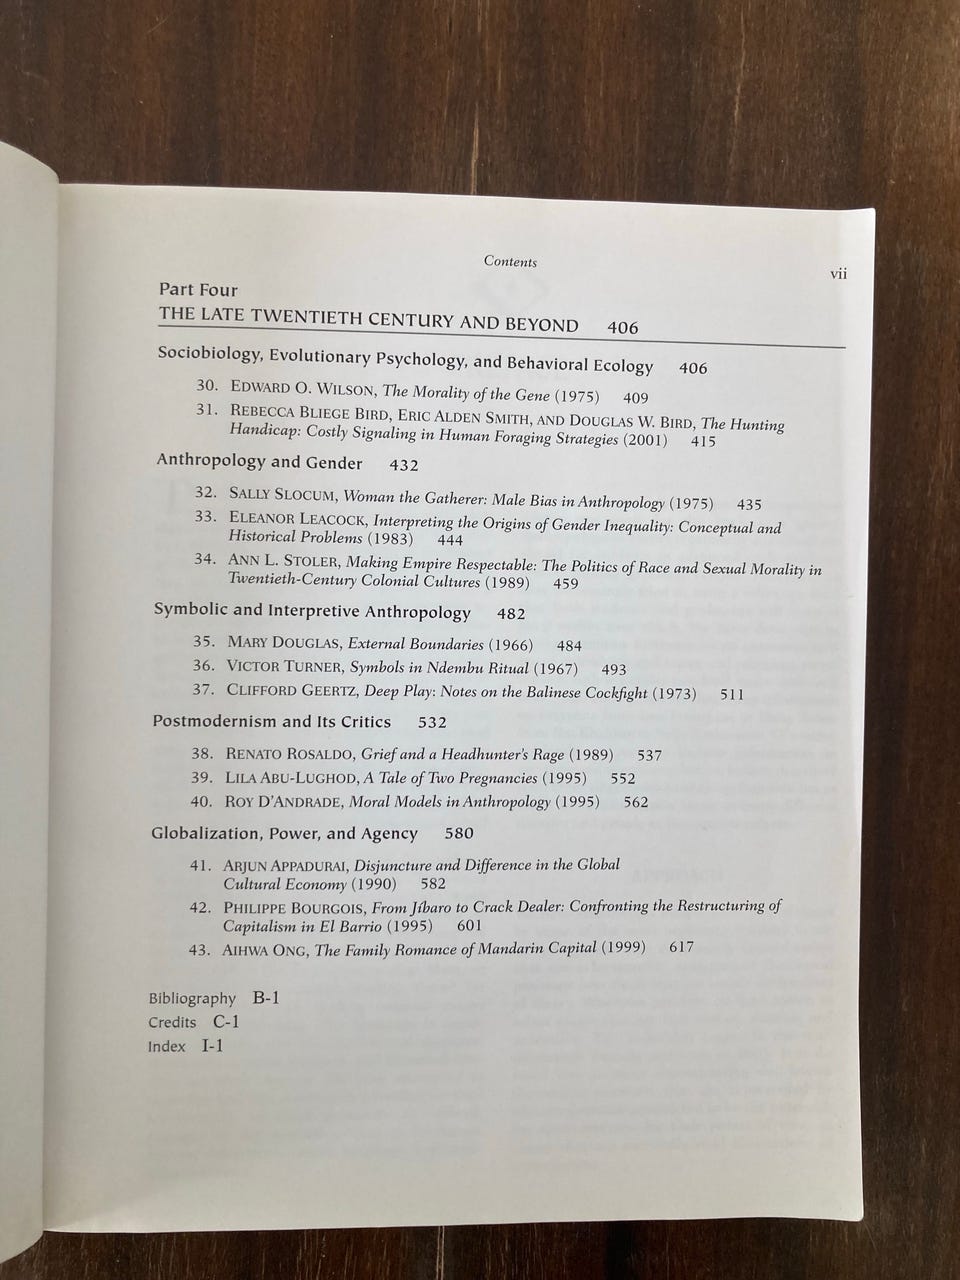 Contents
vii
Part Four
THE LATE TWENTIETH CENTURY AND BEYOND 406
Sociobiology, Evolutionary Psychology, and Behavioral Ecology 406
30. EDWARD O. WILSON, The Morality of the Gene (1975) 409
31. REBECCA BLIEGE BIRD, ERIC ALDEN SMITH, AND DOUGLAS W. BIRD, The Hunting
Handicap: Costly Signaling in Human Foraging Strategies (2001) 415
Anthropology and Gender 432
32. SALLY SLOCUM, Woman the Gatherer: Male Bias in Anthropology (1975) 435
33. ELEANOR LEACOCK, Interpreting the Origins of Gender Inequality: Conceptual and
Historical Problems (1983) 444
34. ANN L. STOLER, Making Empire Respectable: The Politics of Race and Sexual Morality in
Twentieth-Century Colonial Cultures (1989) 459
Symbolic and Interpretive Anthropology 482
35. MARY DOUGLAS, External Boundaries (1966) 484
36. VICTOR TURNER, Symbols in Ndembu Ritual (1967) 493
37. CLIFFORD GEERTZ, Deep Play: Notes on the Balinese Cockfight (1973) 511
Postmodernism and Its Critics 532
38. RENATO ROSALDO, Grief and a Headhunter's Rage (1989) 537
39. LILA ABU-LUGHOD, A Tale of Two Pregnancies (1995) 552
40. ROY D'ANDRADE, Moral Models in Anthropology (1995) 562
Globalization, Power, and Agency 580
41. ARJUN APPADURAI, Disjuncture and Difference in the Global
Cultural Economy (1990) 582
42. PHILIPPE BOURGOIS, From Jíbaro to Crack Dealer: Confronting the Restructuring of
Capitalism in El Barrio (1995) 601
43. AIHWA ONG, The Family Romance of Mandarin Capital (1999) 617
Bibliography B-1
Credits C-1
Index I-1